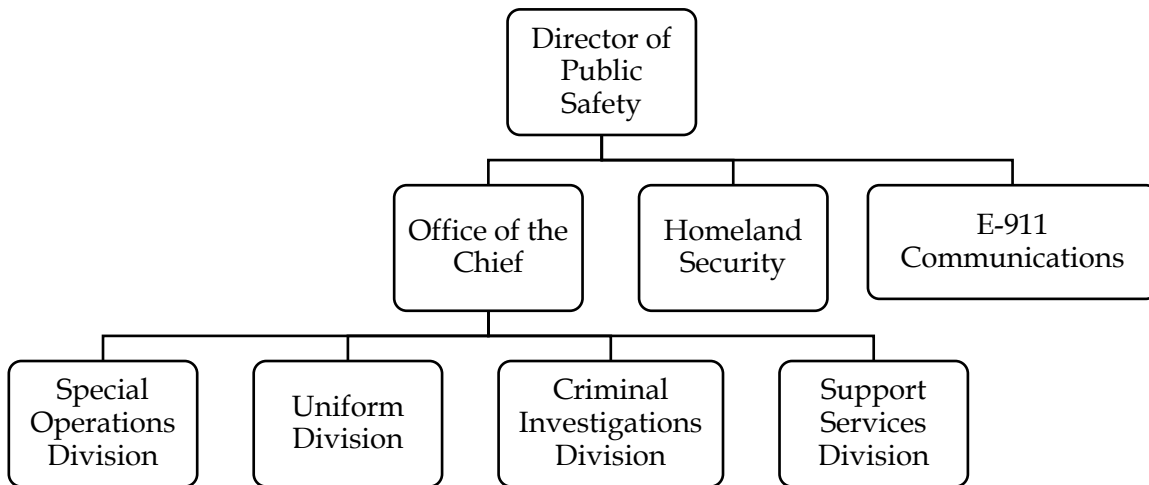 Director of
Public
Safety
Office of the
Chief
Homeland
Security
E-911
Communications
Special
Operations
Division
Uniform
Division
Criminal
Investigations
Division
Support
Services
Division